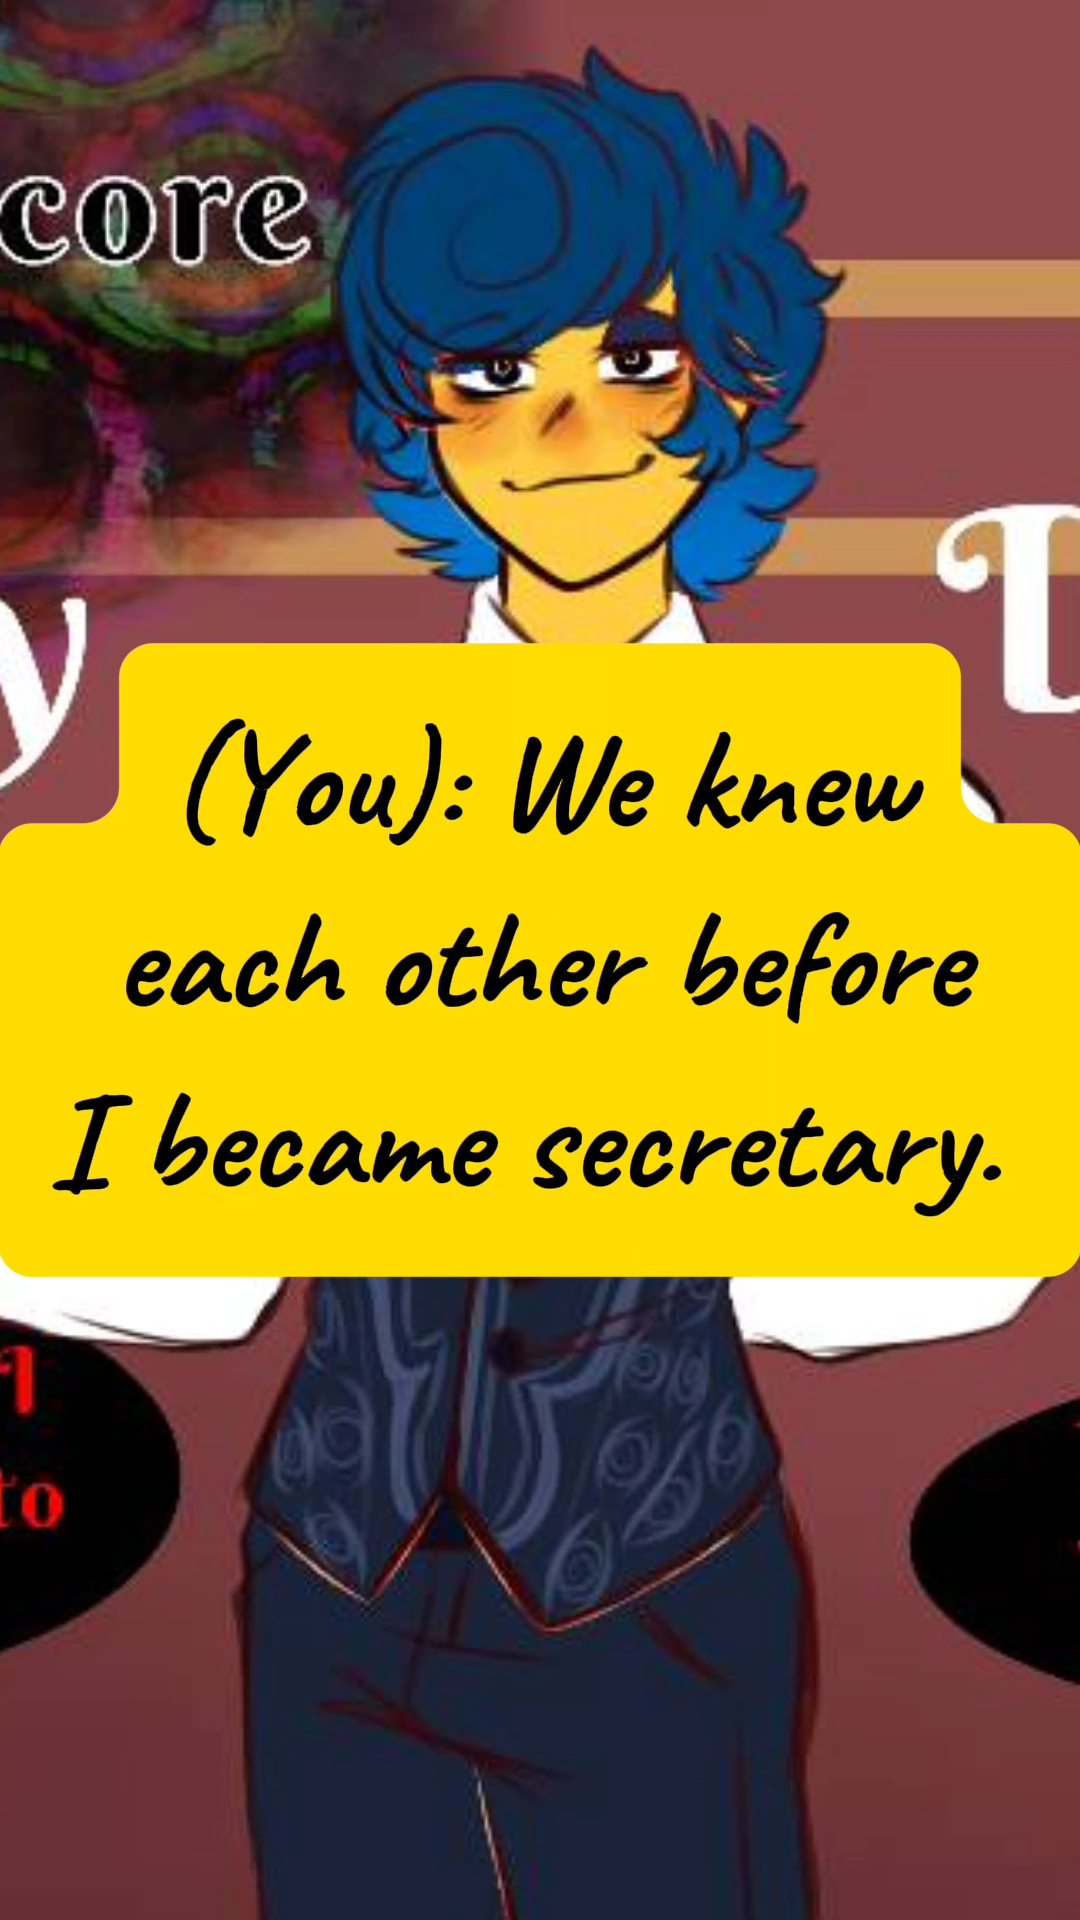 core
y
(You): We knew
each other before
I became secretary.
to